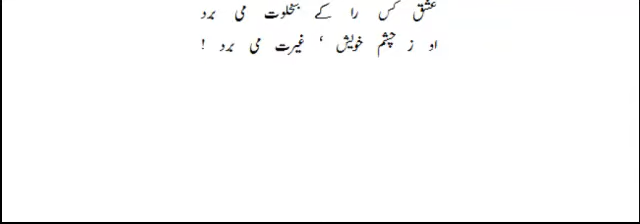 عشق کس را کے بخلوت می برد
او ز چشم خویش ‘ غیرت می برد !